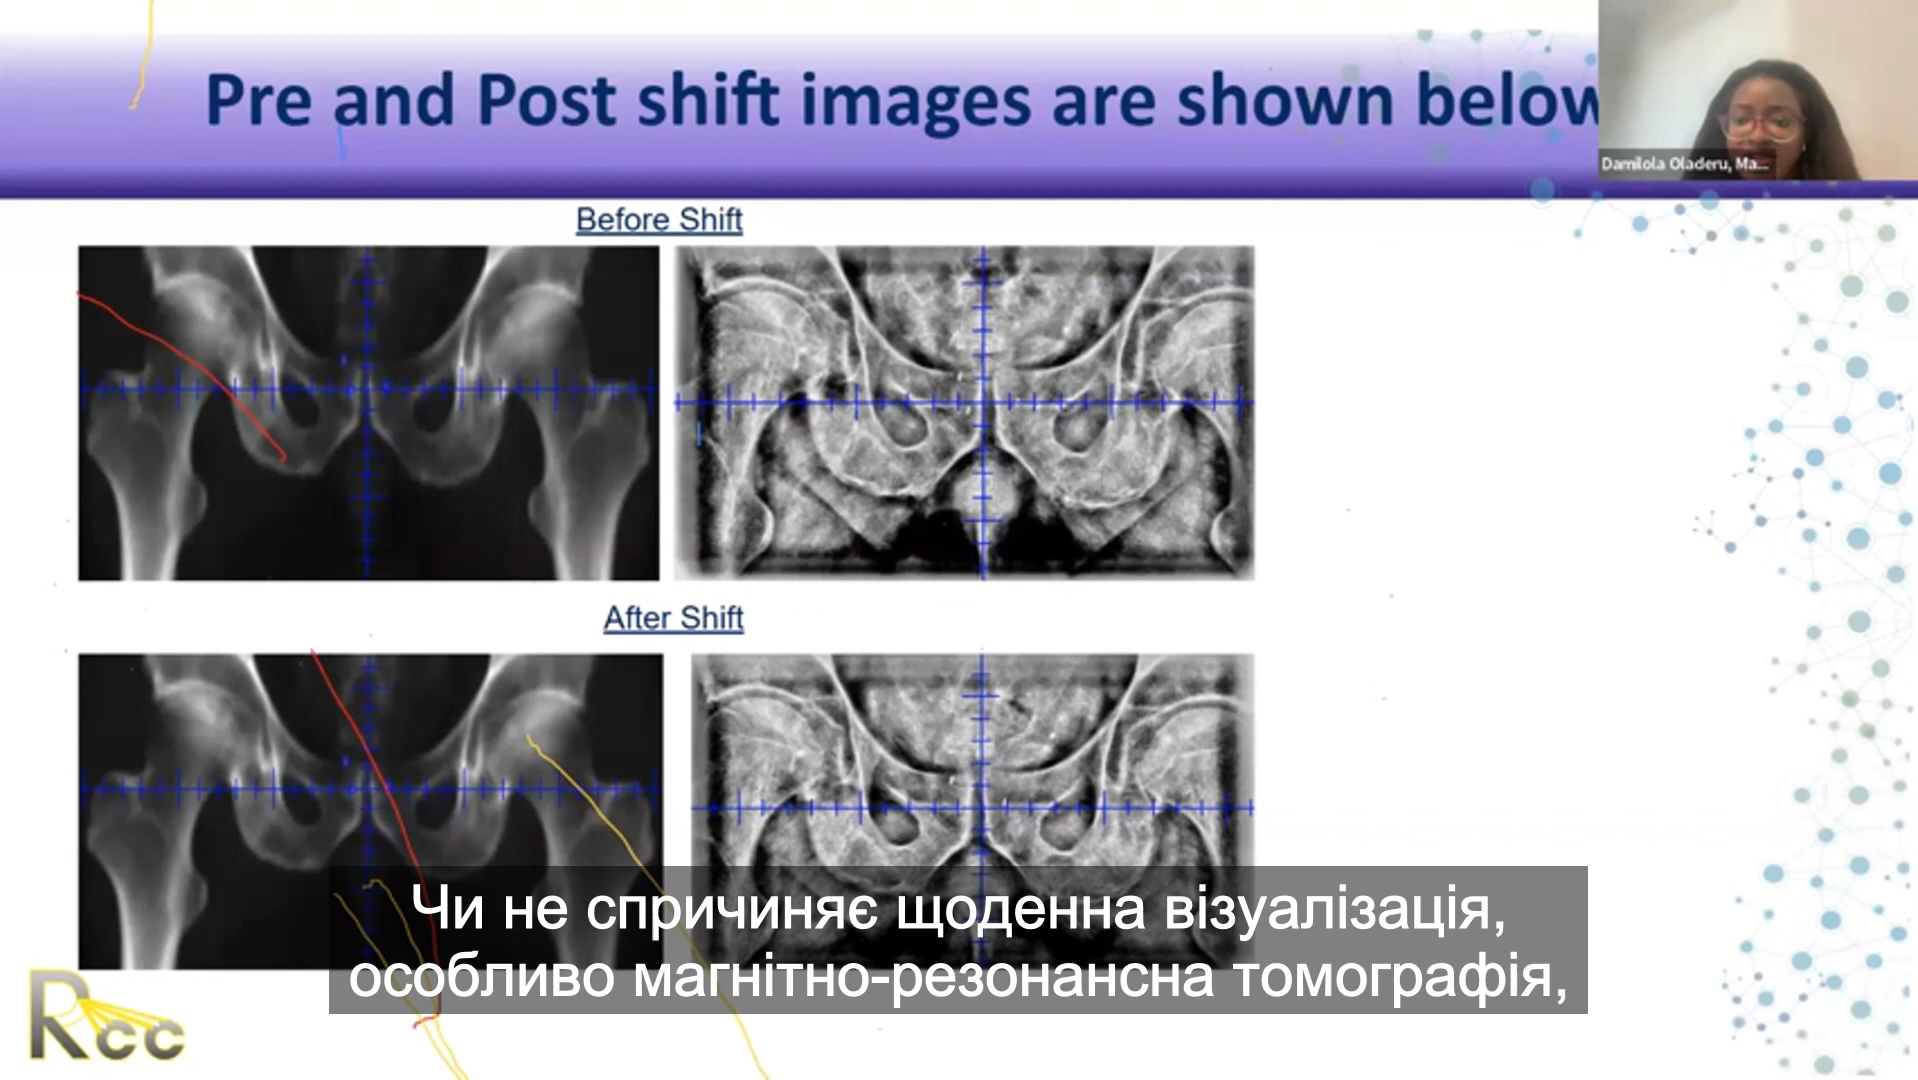 Pre and Post shift images are shown below
Damilola Oladeru, Ma...
Before Shift
After Shift
Чи не спричиняє щоденна візуалізація,
особливо магнітно-резонансна томографія,
Rcc